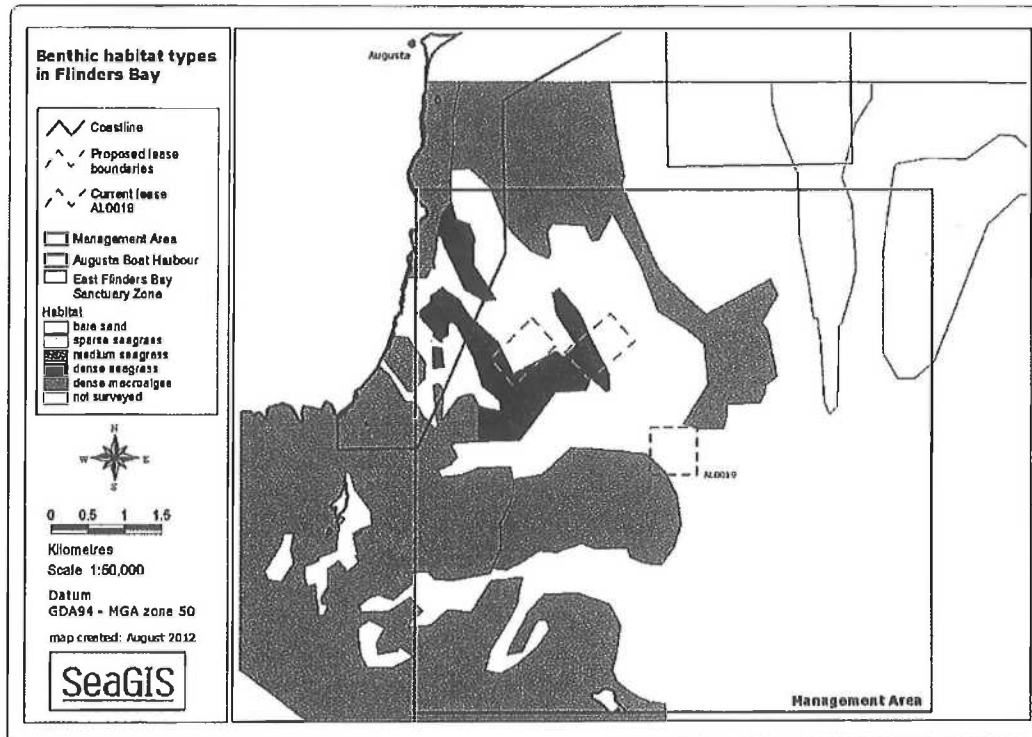 Benthic habitat types
in Flinders Bay
Coastline
Proposed lease
boundaries
Current lease
AL0019
Management Area
Augusta Boat Harbour
East Flinders Bay
Sanctuary Zone
Habitat
bare sand
sparse seagrass
medium seagrass
dense seagrass
dense macroalgae
not surveyed
N
W
E
S
0 0.5 1 1.5
Kilometres
Scale 1:50,000
Datum
GDA94 - MGA zone 50
map created: August 2012
SeaGIS
Augusta
AL0019
Management Area